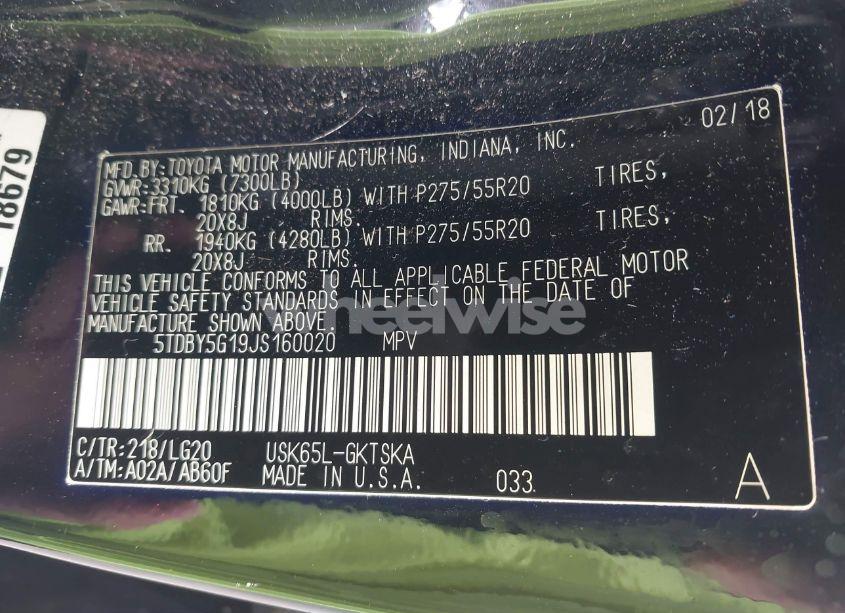 02/18
MFD.BY:TOYOTA MOTOR MANUFACTURING, INDIANA, INC.
GVWR:3310KG (7300LB)
GAWR:FRT. 1810KG (4000LB) WITH P275/55R20 TIRES,
20X8J RIMS.
RR. 1940KG (4280LB) WITH P275/55R20 TIRES,
20X8J RIMS.
THIS VEHICLE CONFORMS TO ALL APPLICABLE FEDERAL MOTOR
VEHICLE SAFETY STANDARDS IN EFFECT ON THE DATE OF
MANUFACTURE SHOWN ABOVE.
5TDBY5G19JS160020 MPV
C/TR:218/LG20 USK65L-GKTSKA
A/TM:A02A/AB60F MADE IN U.S.A. 033 A
18679
wheelwise